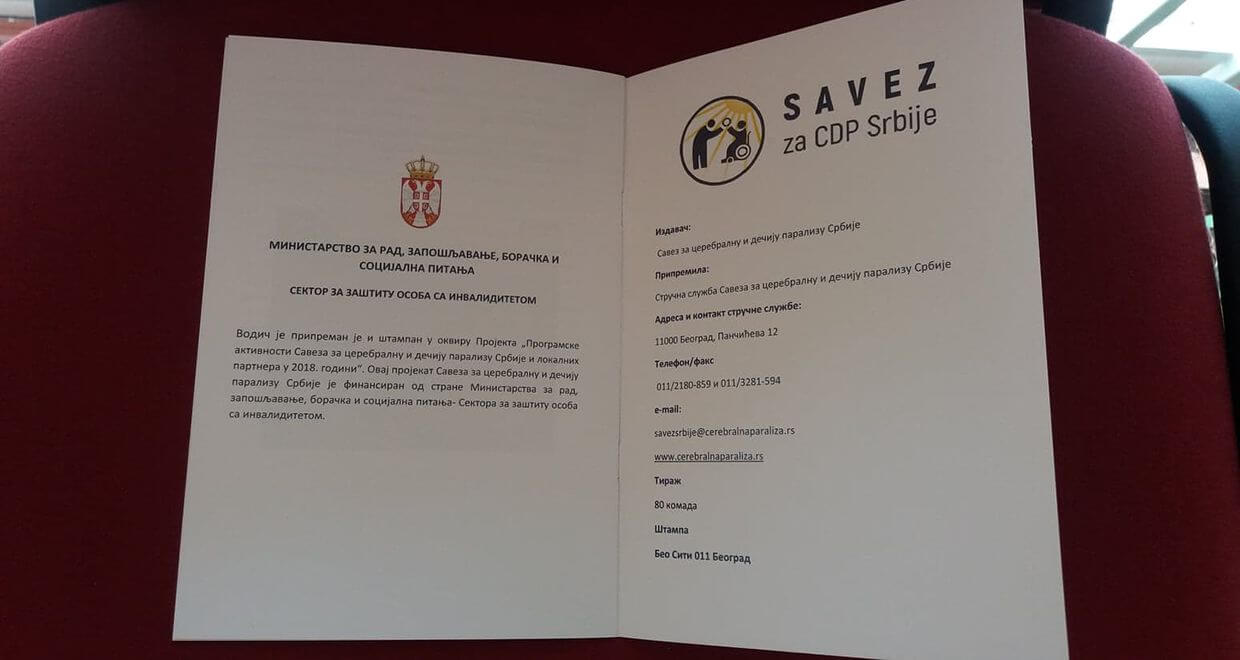 МИНИСТАРСТВО ЗА РАД, ЗАПОШЉАВАЊЕ, БОРАЧКА И
СОЦИЈАЛНА ПИТАЊА
СЕКТОР ЗА ЗАШТИТУ ОСОБА СА ИНВАЛИДИТЕТОМ
Водич је припреман је и штампан у оквиру Пројекта „Програмске
активности Савеза за церебралну и дечију парализу Србије и локалних
партнера у 2018. години“. Овај пројекат Савеза за церебралну и дечију
парализу Србије је финансиран од стране Министарства за рад,
запошљавање, борачка и социјална питања- Сектора за заштиту особа
са инвалидитетом.
SAVEZ
za CDP Srbije
Издавач:
Савез за церебралну и дечију парализу Србије
Припремила:
Стручна служба Савеза за церебралну и дечију парализу Србије
Адреса и контакт стручне службе:
11000 Београд, Панчићева 12
Телефон/факс
011/2180-859 и 011/3281-594
e-mail:
savezsrbije@cerebralnaparaliza.rs
www.cerebralnaparaliza.rs
Тираж
80 комада
Штампа
Бео Сити 011 Београд